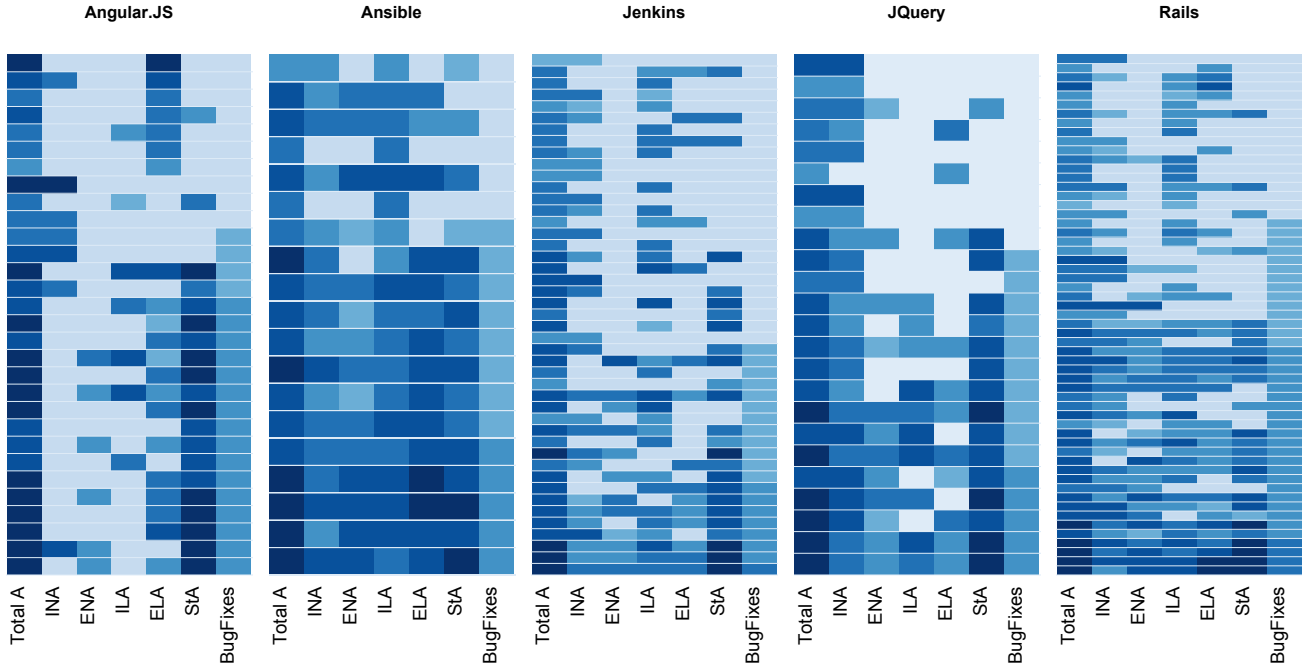 Angular.JS
Ansible
Jenkins
JQuery
Rails
Total A
INA
ENA
ILA
ELA
StA
BugFixes
Total A
INA
ENA
ILA
ELA
StA
BugFixes
Total A
INA
ENA
ILA
ELA
StA
BugFixes
Total A
INA
ENA
ILA
ELA
StA
BugFixes
Total A
INA
ENA
ILA
ELA
StA
BugFixes